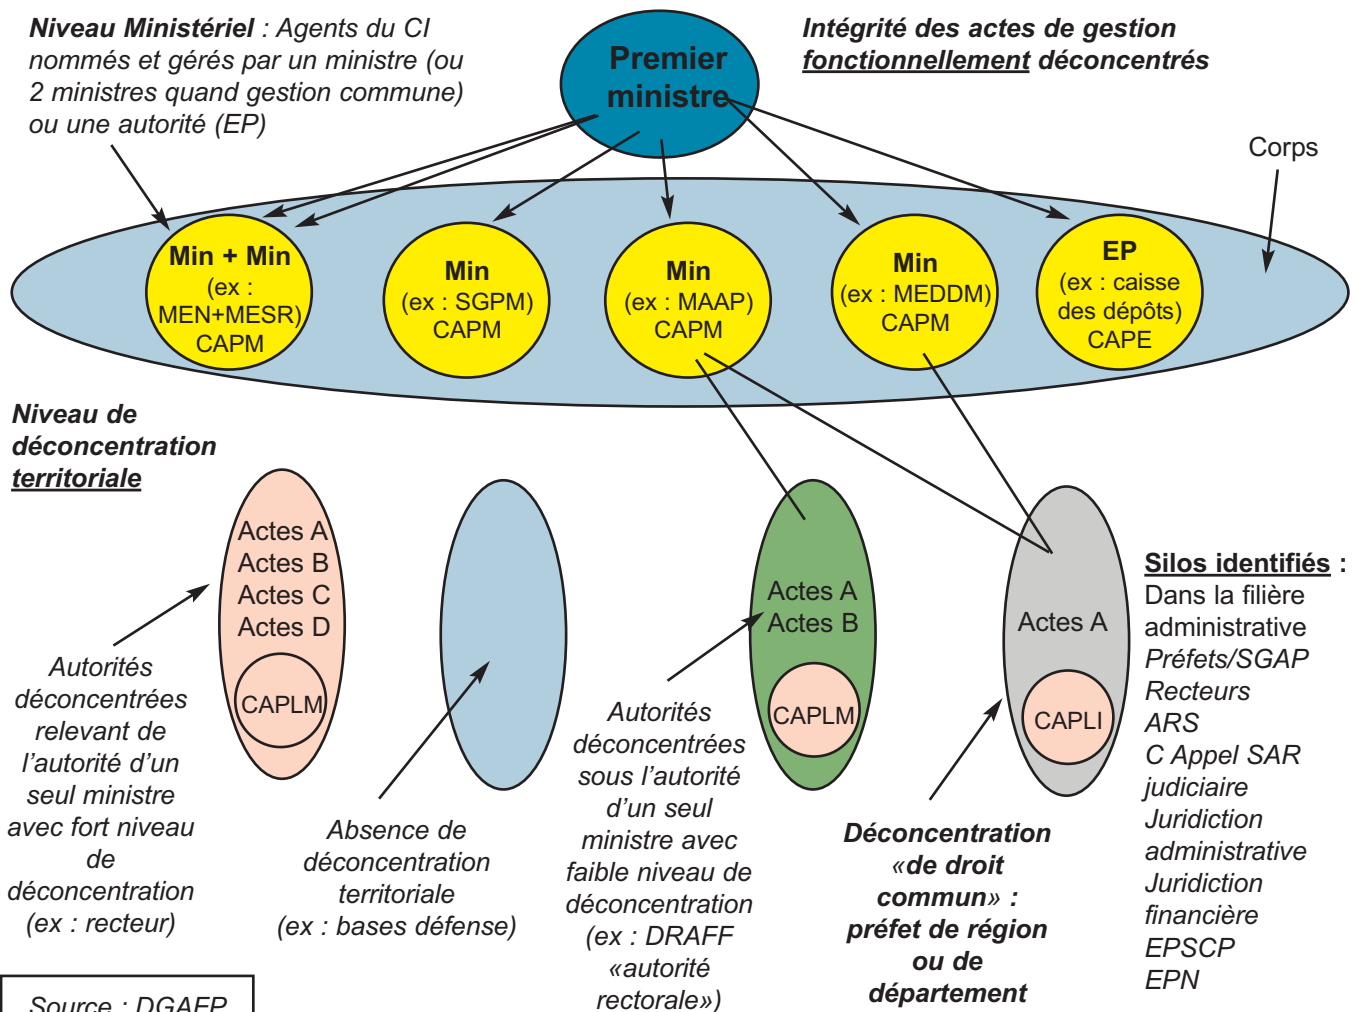 Niveau Ministériel : Agents du CI
nommés et gérés par un ministre (ou
2 ministres quand gestion commune)
ou une autorité (EP)
Premier
ministre
Intégrité des actes de gestion
fonctionnellement déconcentrés
Corps
Min + Min
(ex :
MEN+MESR)
CAPM
Min
(ex : SGPM)
CAPM
Min
(ex : MAAP)
CAPM
Min
(ex : MEDDM)
CAPM
EP
(ex : caisse
des dépôts)
CAPE
Niveau de
déconcentration
territoriale
Actes A
Actes B
Actes C
Actes D
CAPLM
Actes A
Actes B
CAPLM
Actes A
CAPLI
Autorités
déconcentrées
relevant de
l’autorité d’un
seul ministre
avec fort niveau
de
déconcentration
(ex : recteur)
Absence de
déconcentration
territoriale
(ex : bases défense)
Autorités
déconcentrées
sous l’autorité
d’un seul
ministre avec
faible niveau de
déconcentration
(ex : DRAFF
«autorité
rectorale»)
Déconcentration
«de droit
commun» :
préfet de région
ou de
département
Silos identifiés :
Dans la filière
administrative
Préfets/SGAP
Recteurs
ARS
C Appel SAR
judiciaire
Juridiction
administrative
Juridiction
financière
EPSCP
EPN
Source : DGAFP